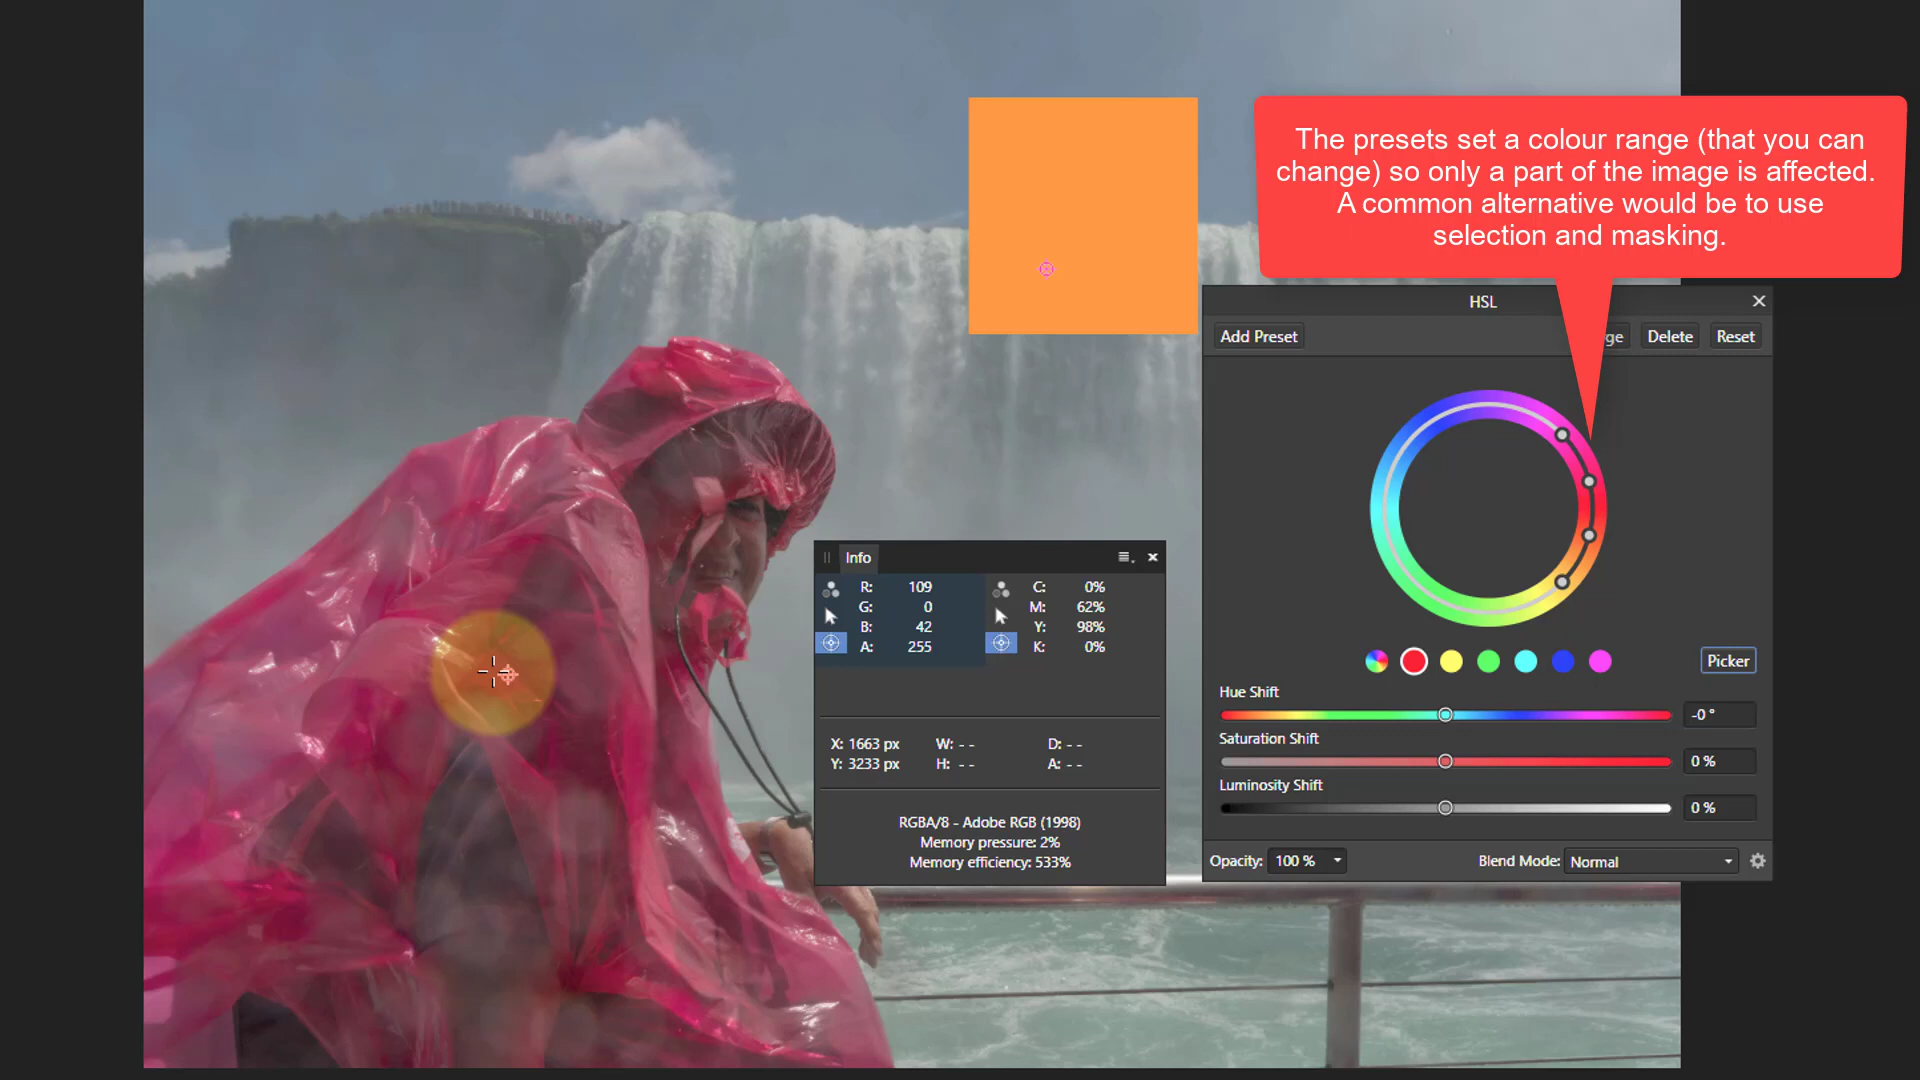 The presets set a colour range (that you can
change) so only a part of the image is affected.
A common alternative would be to use
selection and masking.
HSL
Add Preset
ge
Delete
Reset
Info
R: 109
G: 0
B: 42
A: 255
C: 0%
M: 62%
Y: 98%
K: 0%
X: 1663 px
Y: 3233 px
W: - -
H: - -
D: - -
A: - -
RGBA/8 - Adobe RGB (1998)
Memory pressure: 2%
Memory efficiency: 533%
Picker
Hue Shift
-0 °
Saturation Shift
0 %
Luminosity Shift
0 %
Opacity: 100 %
Blend Mode: Normal